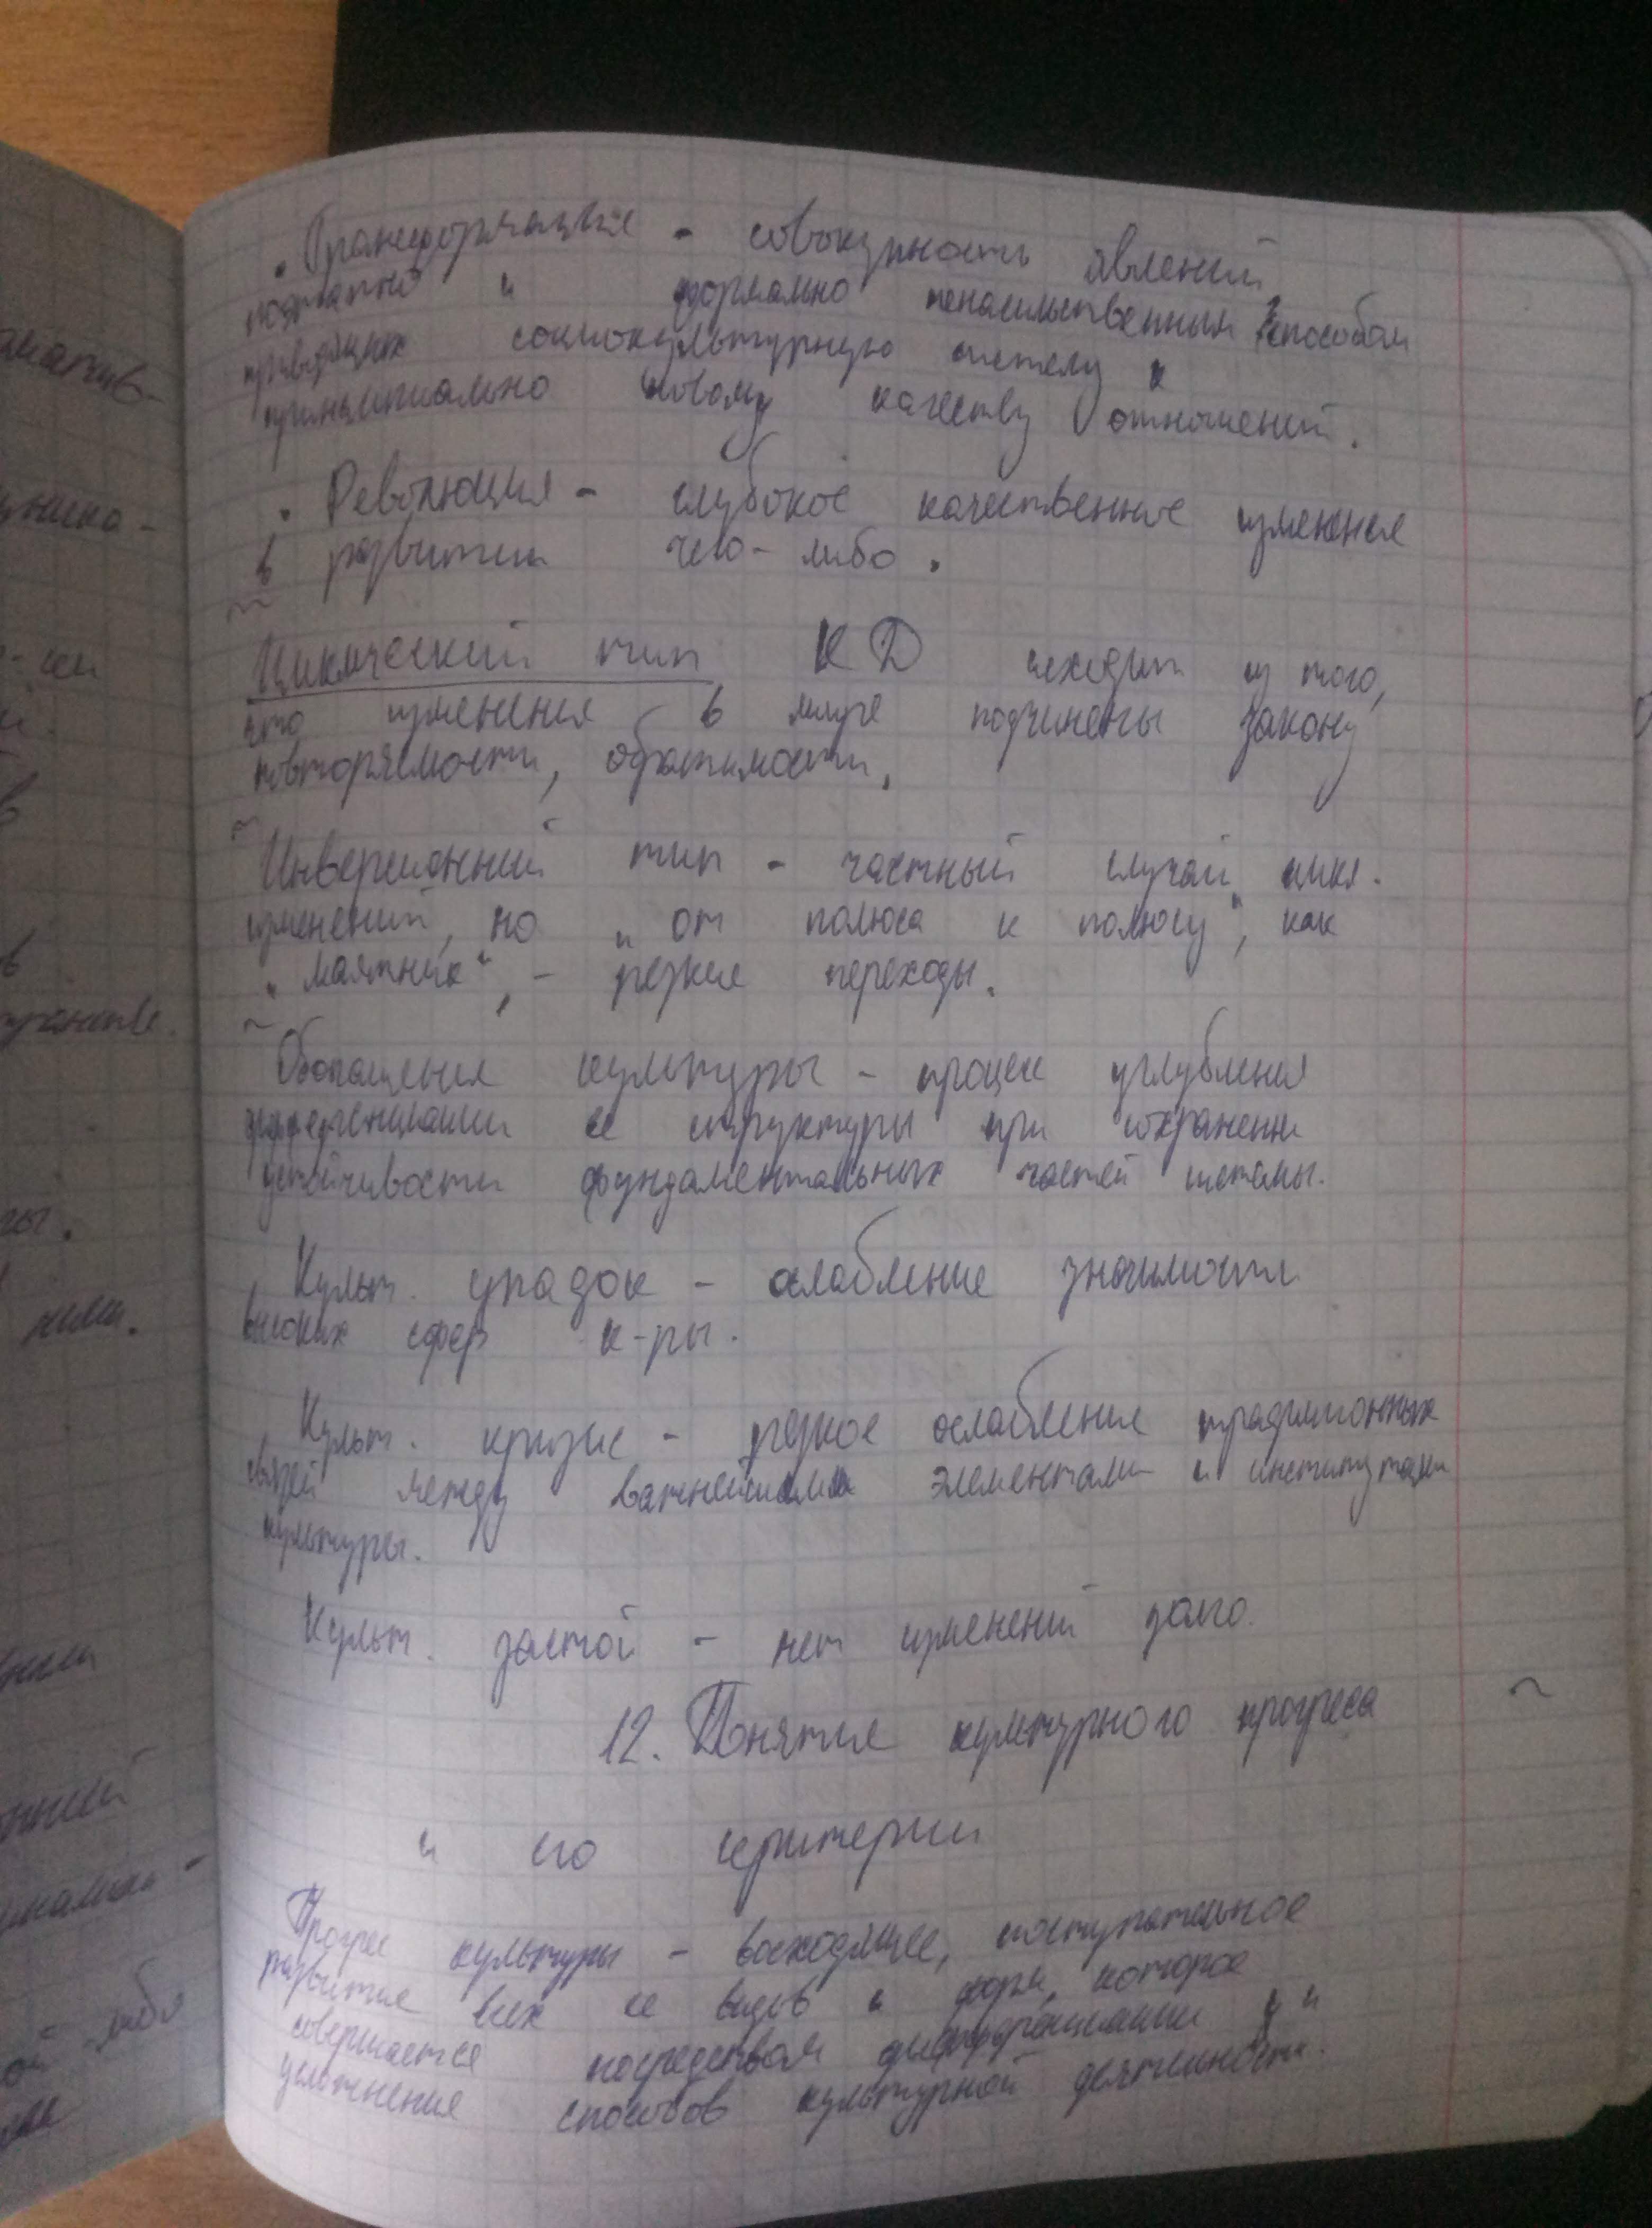 • Трансформация - совокупность явлений,
поэтапно и формально ненасильственным способом
приводящих социокультурную систему к
принципиально новому качеству отношений.
• Революция - глубокое качественное изменение
в развитии чего-либо.
~
Циклический тип КД исходит из того,
что изменения в мире подчинены закону
повторяемости, обратимости.
~
Инверсионный тип - частный случай цикл.
изменений, но „от полюса к полюсу", как
„маятник", - резкие переходы.
~
Обогащения культуры - процесс углубления
дифференциации ее структуры при сохранении
устойчивости фундаментальных частей системы.
Культ. упадок - ослабление значимости
высоких сфер к-ры.
Культ. кризис - резкое ослабление традиционных
связей между важнейшими элементами и институтами
культуры.
Культ. застой - нет изменений долго.
12. Понятие культурного прогресса ~
и его критерии
Прогресс культуры - восходящее, поступательное
развитие всех ее видов и форм, которое
совершается посредством дифференциации и
усложнения способов культурной деятельности.